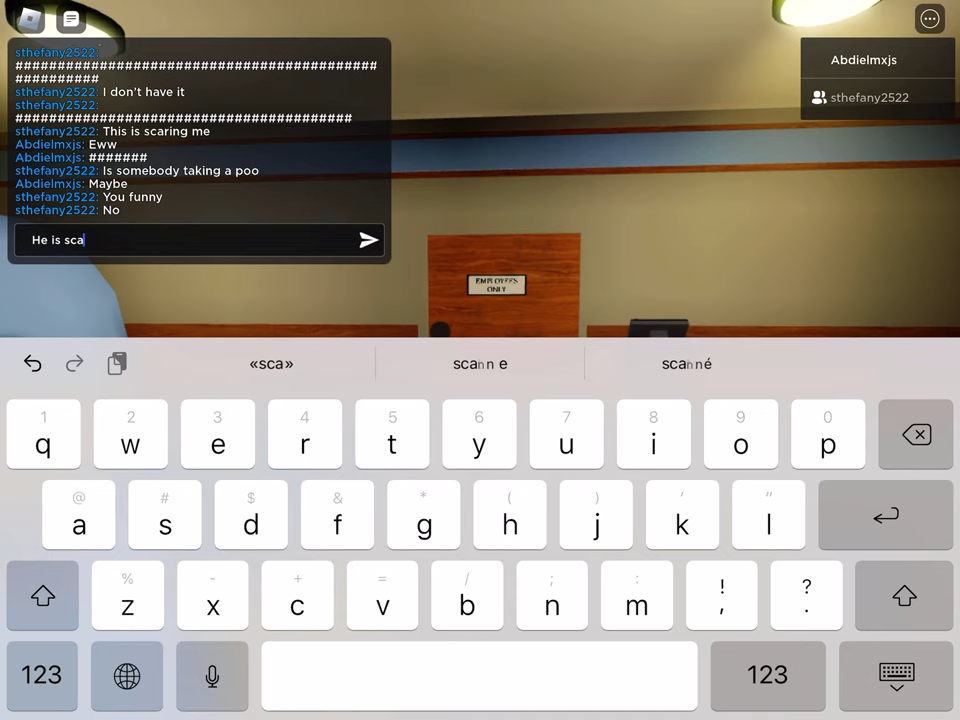 sthefany2522:
###########################################
##########
sthefany2522: I don't have it
sthefany2522:
########################################
sthefany2522: This is scaring me
Abdielmxjs: Eww
Abdielmxjs: #######
sthefany2522: Is somebody taking a poo
Abdielmxjs: Maybe
sthefany2522: You funny
sthefany2522: No
He is sca
Abdielmxjs
sthefany2522
EMPLOYEES
ONLY
«sca»
1 2 3 4 5 6 7 8 9 0
q w e r t y u i o p
@ # $ & * ( ) ' "
a s d f g h j k l
% - + = / ; : ! ?
z x c v b n m , .
123 123